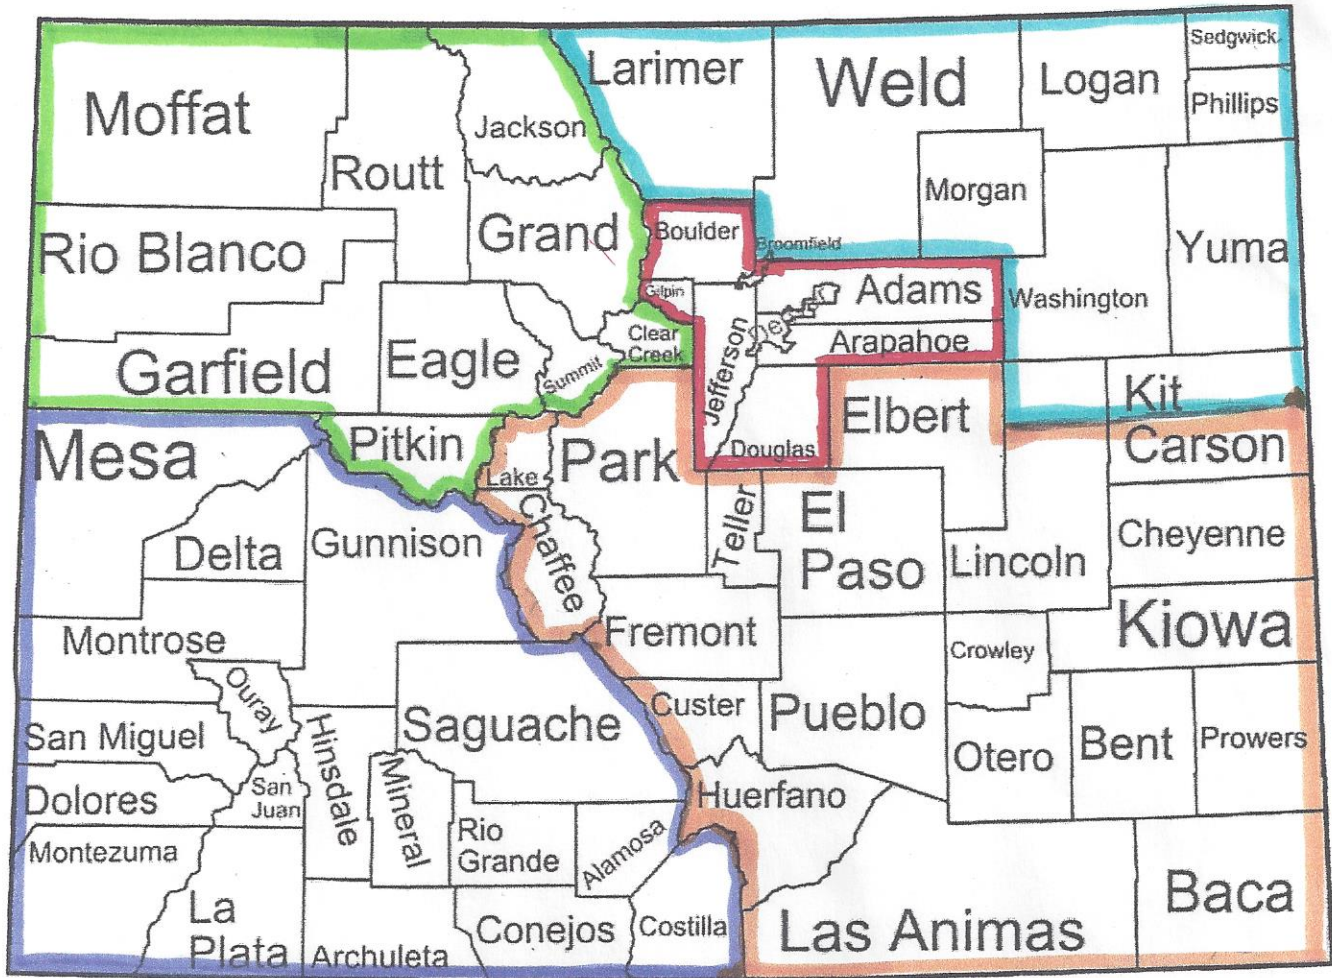 Moffat
Routt
Jackson
Larimer
Weld
Logan
Sedgwick
Phillips
Morgan
Rio Blanco
Grand
Boulder
Broomfield
Yuma
Gilpin
Adams
Washington
Garfield
Eagle
Summit
Clear
Creek
Jefferson
Arapahoe
Mesa
Pitkin
Lake
Park
Douglas
Elbert
Kit
Carson
Delta
Gunnison
Chaffee
Teller
El
Paso
Lincoln
Cheyenne
Montrose
Ouray
Fremont
Crowley
Kiowa
San Miguel
Hinsdale
Saguache
Custer
Pueblo
Otero
Bent
Prowers
Dolores
San
Juan
Mineral
Rio
Grande
Alamosa
Huerfano
Montezuma
La
Plata
Archuleta
Conejos
Costilla
Las Animas
Baca